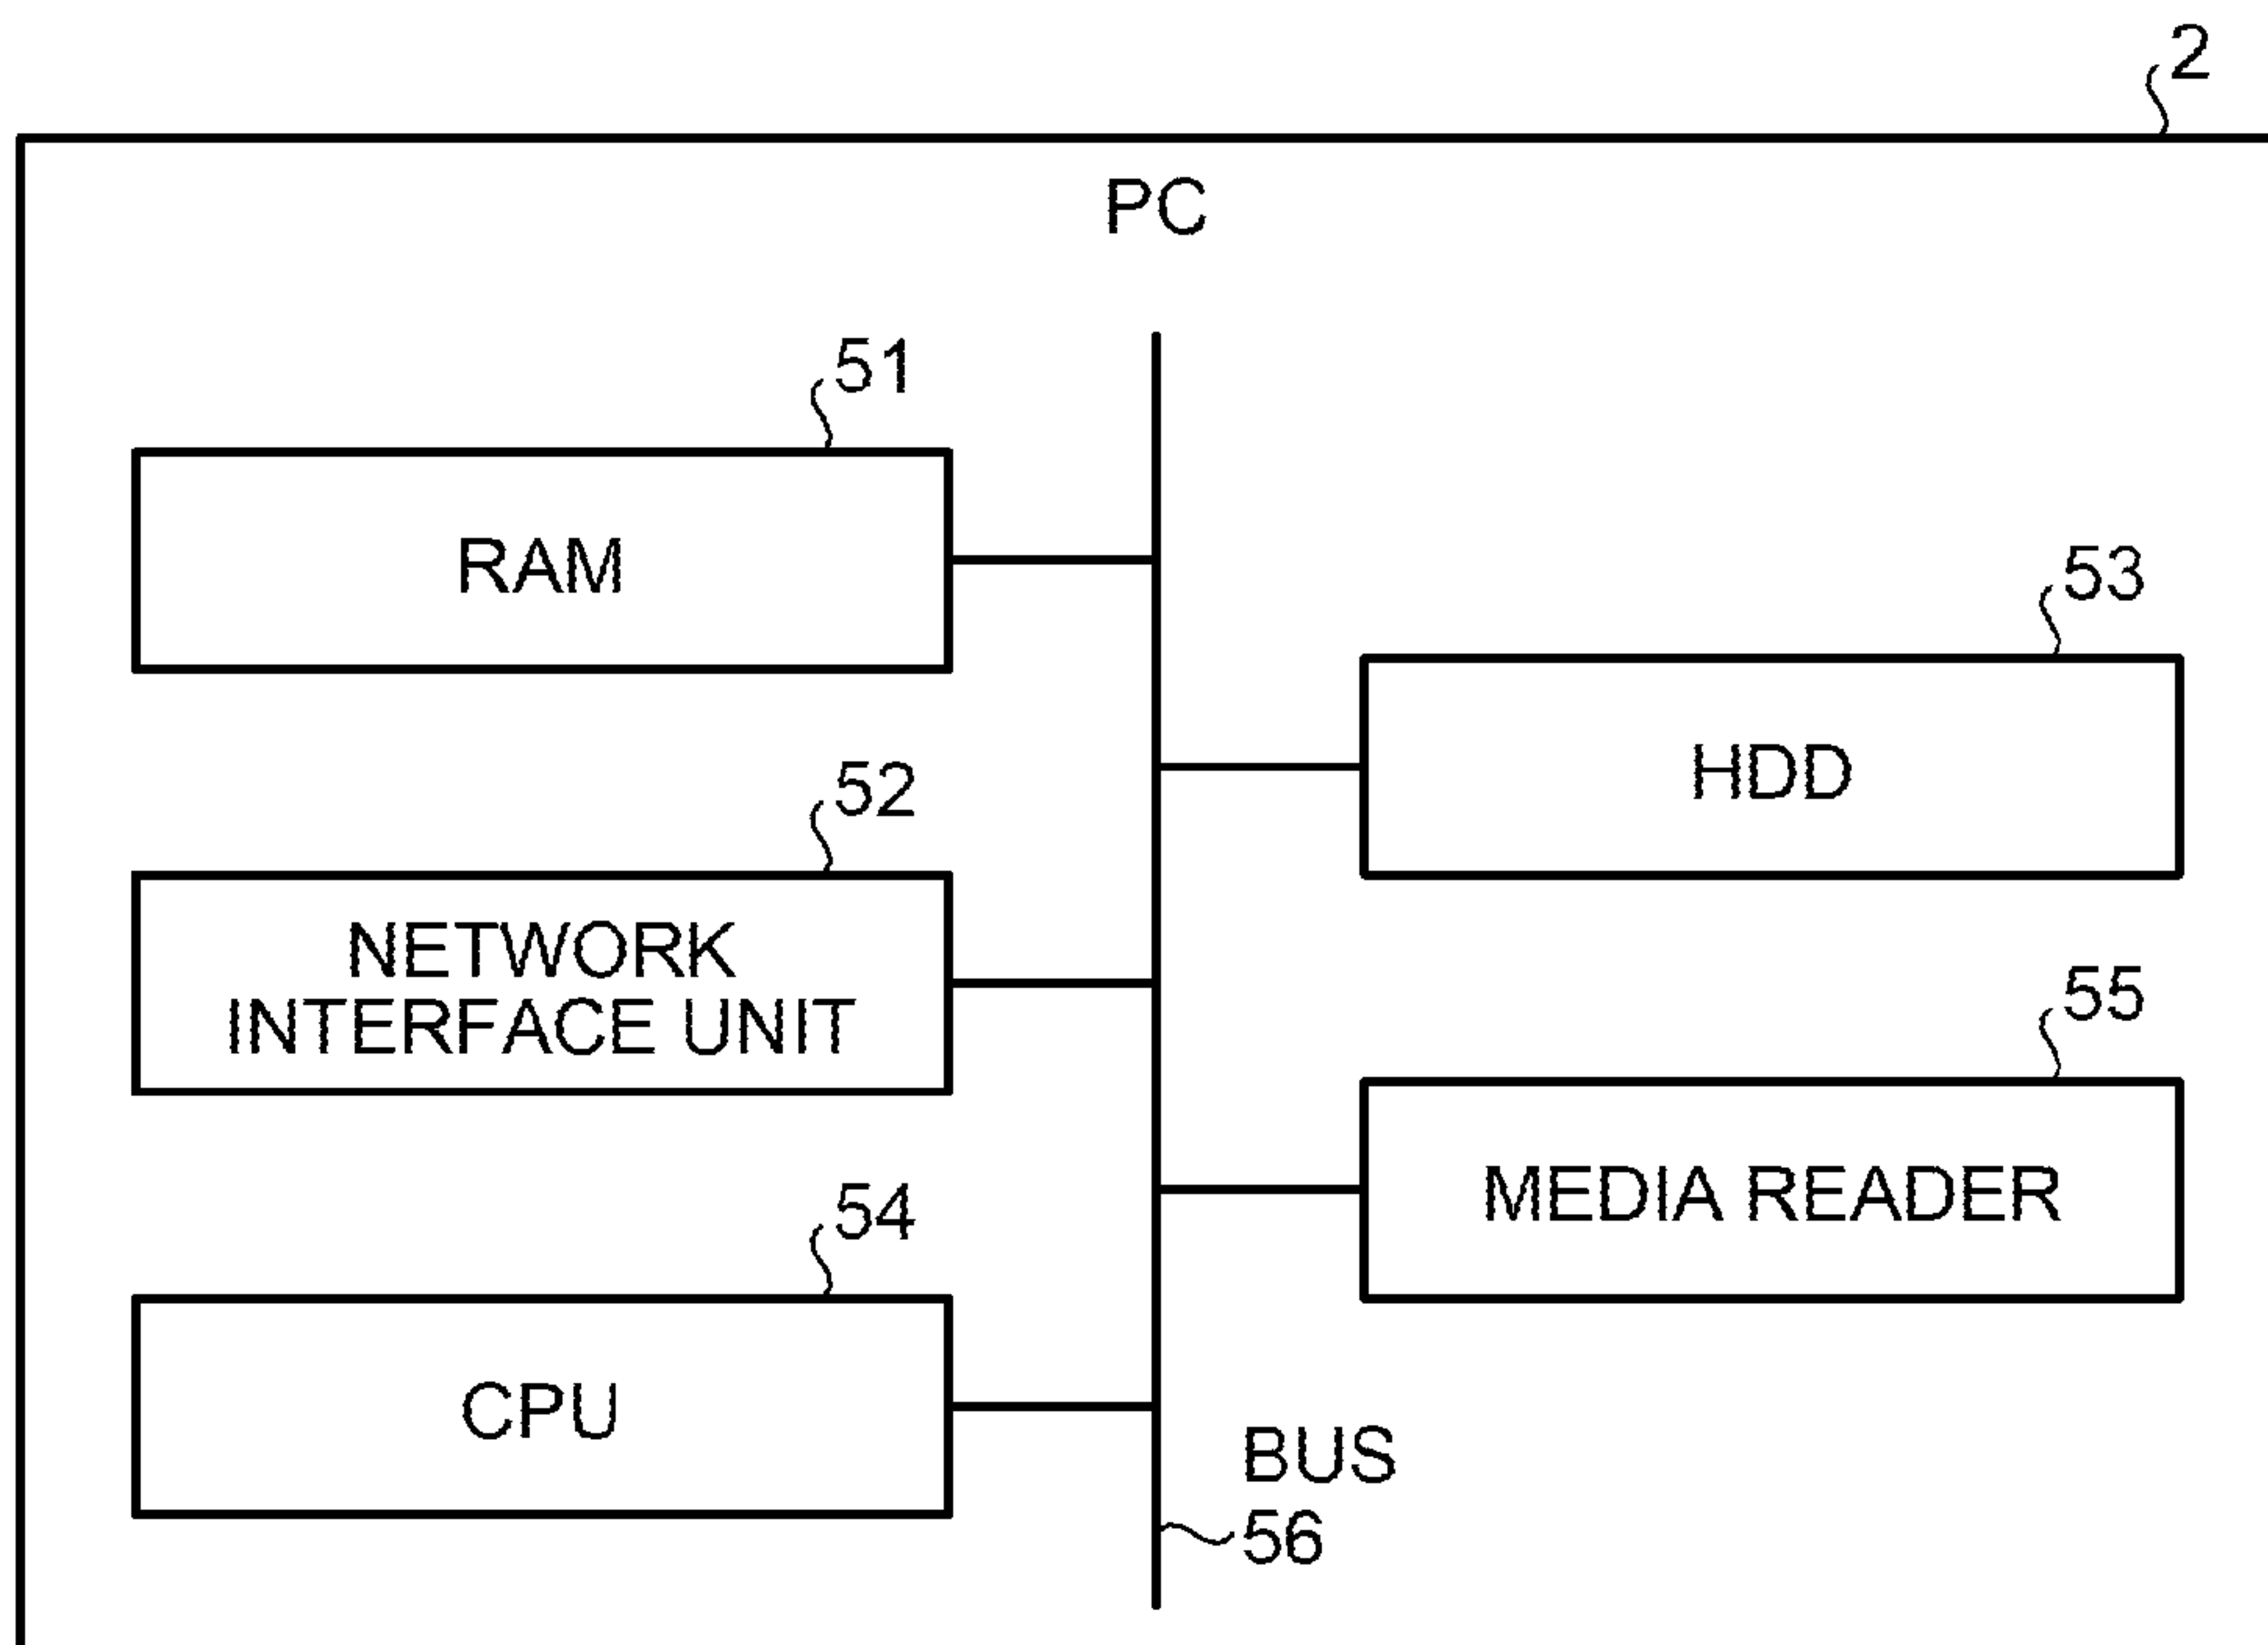 2
PC
51
RAM
53
HDD
52
NETWORK
INTERFACE UNIT
55
MEDIA READER
54
CPU
BUS
56